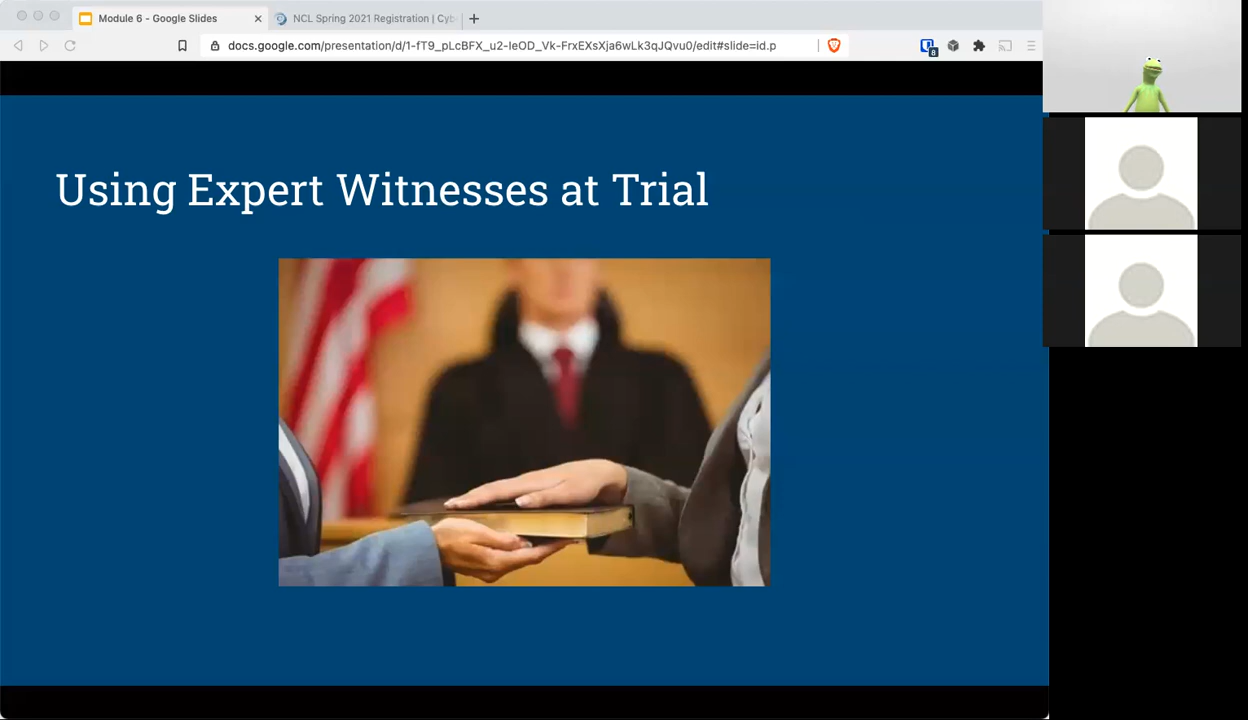 Module 6 - Google Slides
NCL Spring 2021 Registration | Cyb
docs.google.com/presentation/d/1-fT9_pLcBFX_u2-IeOD_Vk-FrxEXsXja6wLk3qJQvu0/edit#slide=id.p
8
Using Expert Witnesses at Trial